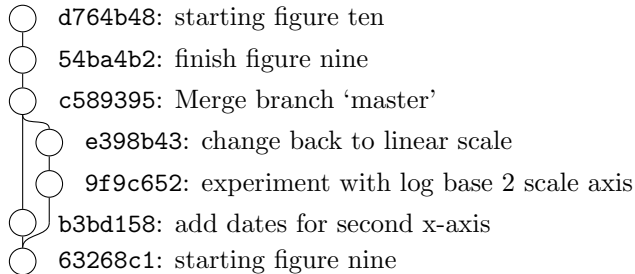 d764b48: starting figure ten
54ba4b2: finish figure nine
c589395: Merge branch ‘master’
e398b43: change back to linear scale
9f9c652: experiment with log base 2 scale axis
b3bd158: add dates for second x-axis
63268c1: starting figure nine